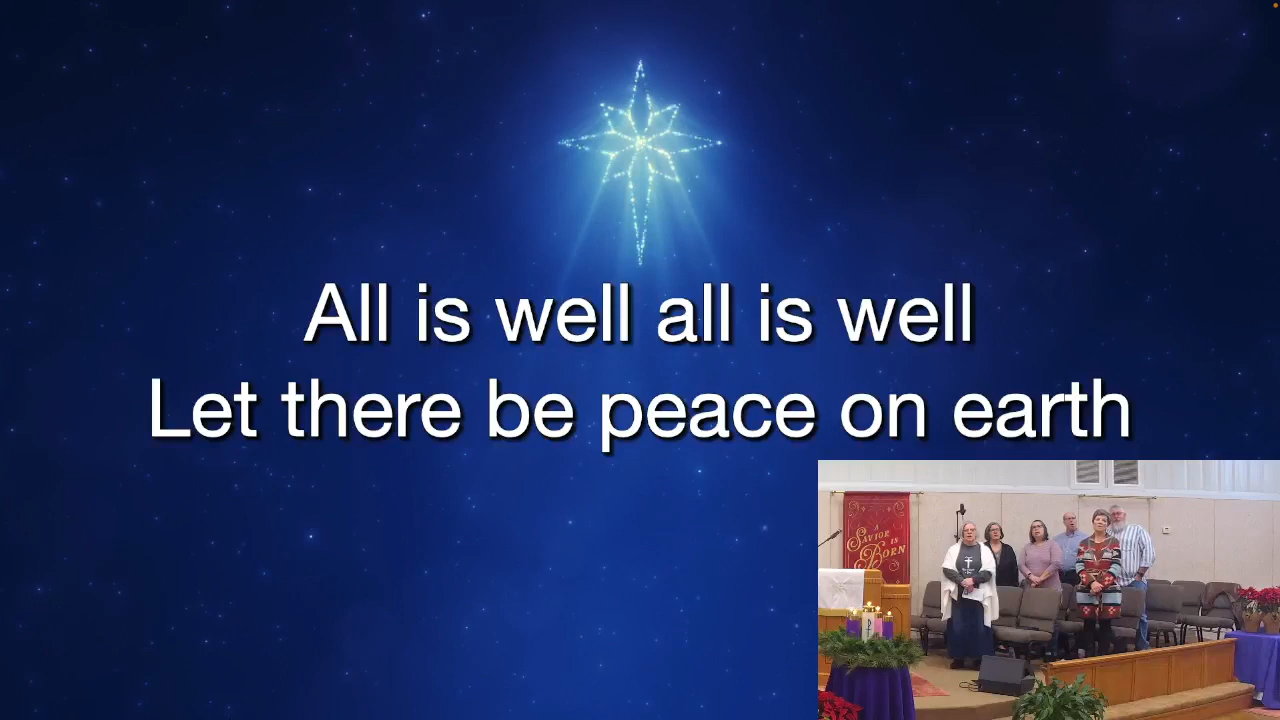 All is well all is well
Let there be peace on earth
A
SAVIOR IS
BORN